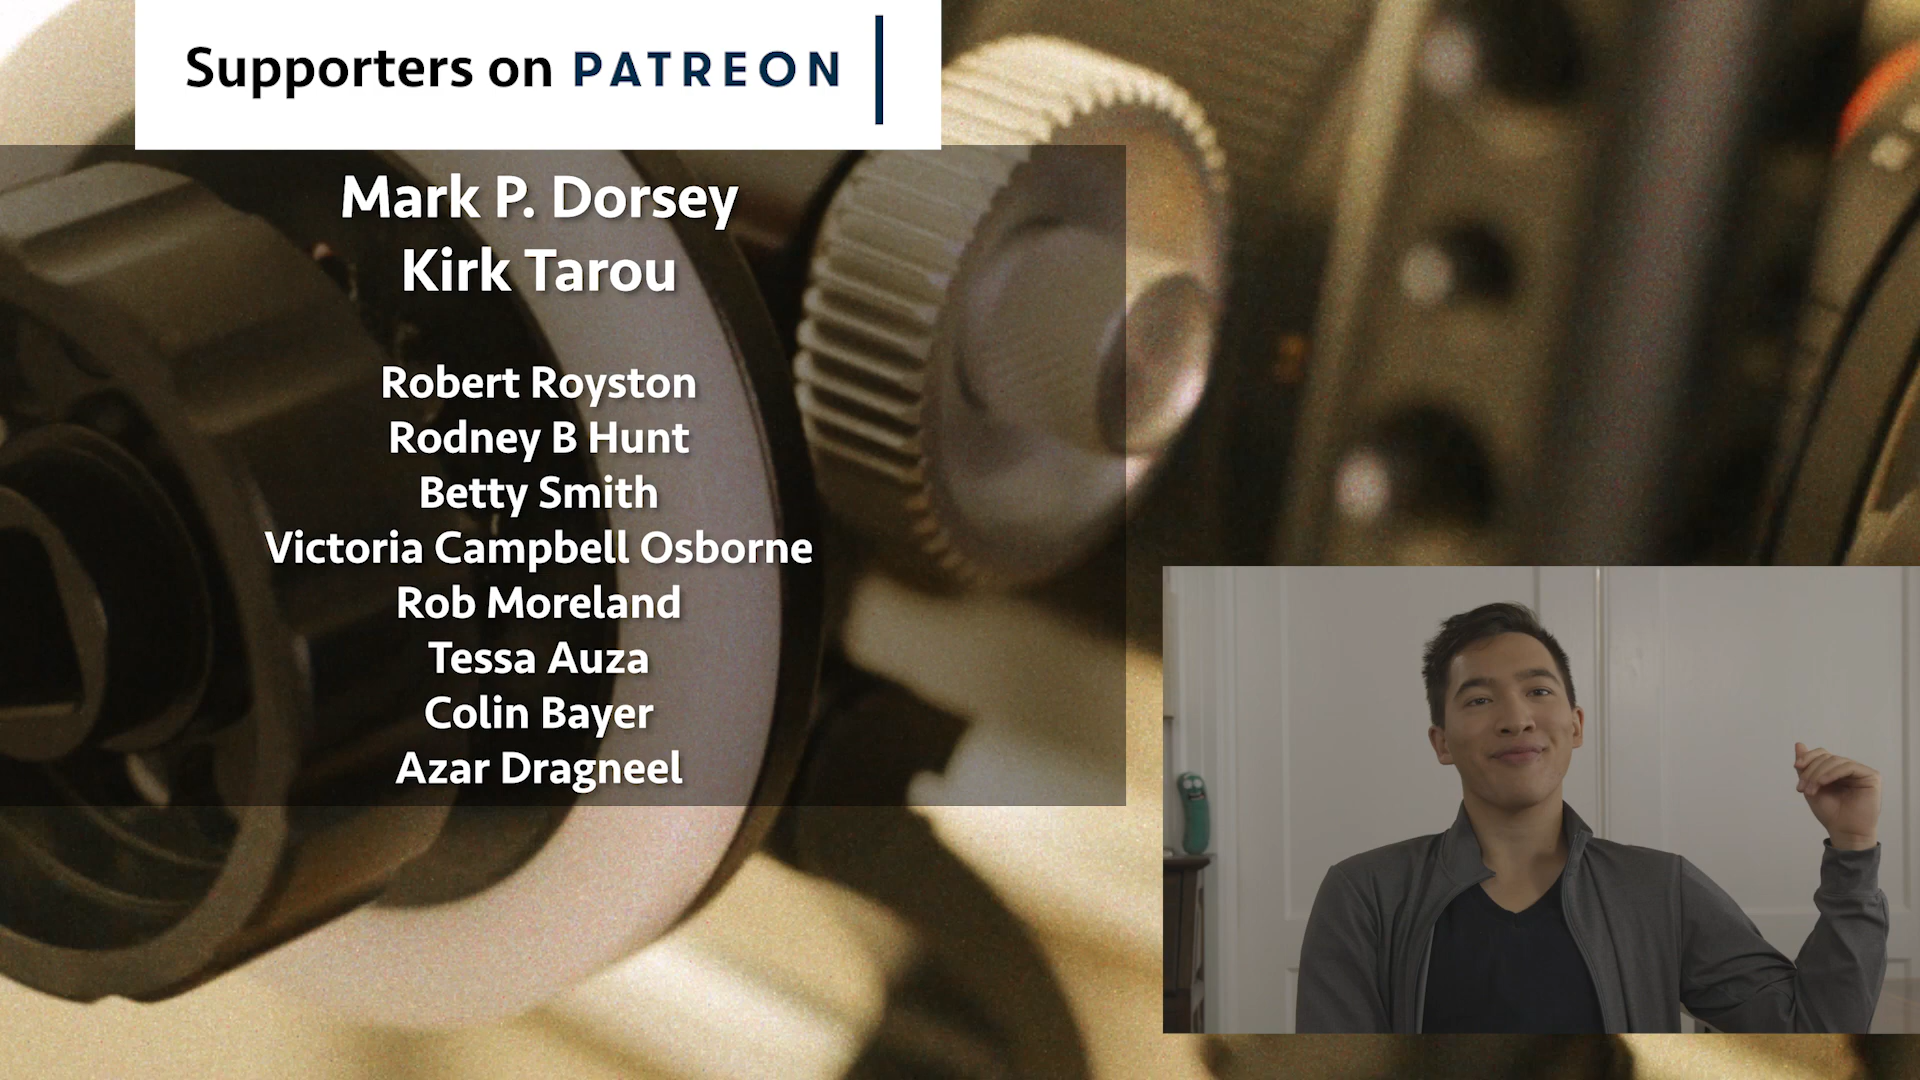 Supporters on PATREON
Mark P. Dorsey
Kirk Tarou
Robert Royston
Rodney B Hunt
Betty Smith
Victoria Campbell Osborne
Rob Moreland
Tessa Auza
Colin Bayer
Azar Dragneel